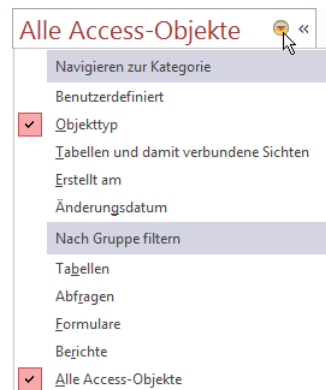 Alle Access-Objekte «
Navigieren zur Kategorie
Benutzerdefiniert
Objekttyp
Tabellen und damit verbundene Sichten
Erstellt am
Änderungsdatum
Nach Gruppe filtern
Tabellen
Abfragen
Formulare
Berichte
Alle Access-Objekte